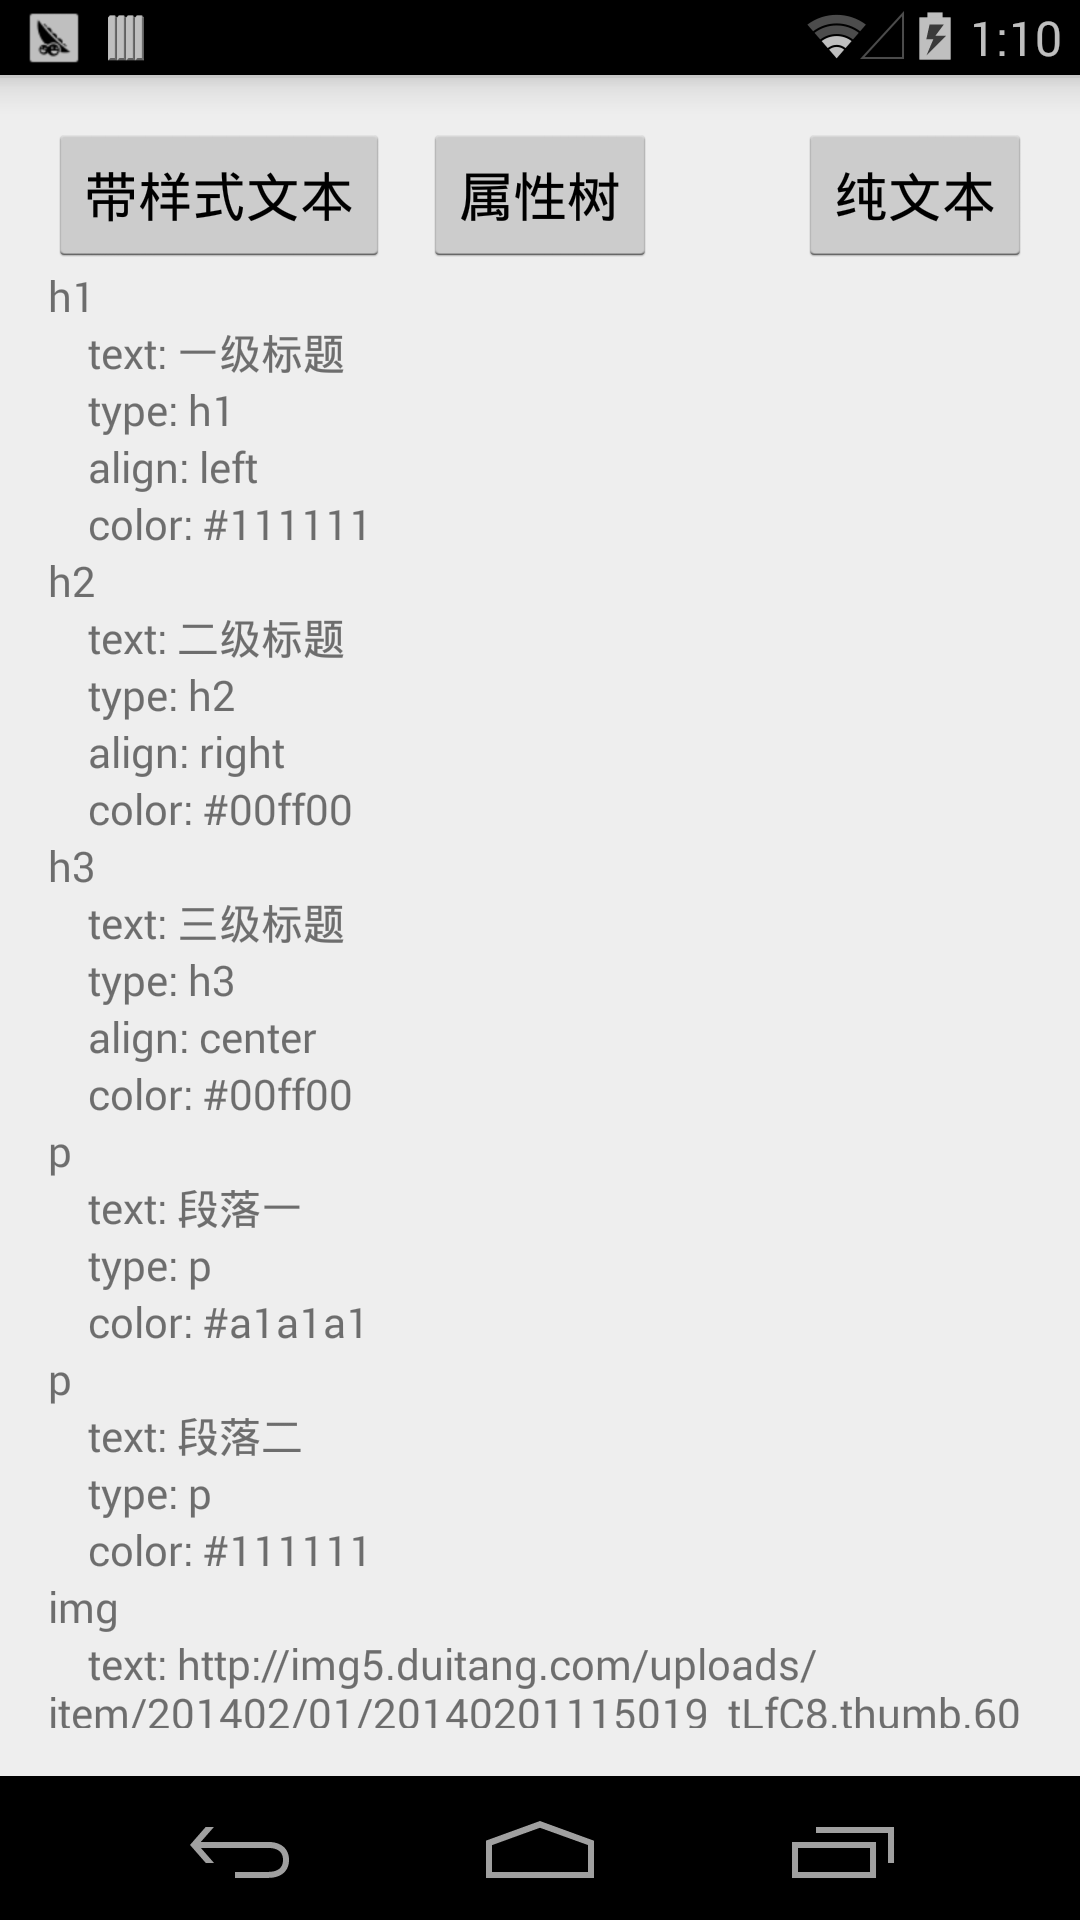 1:10
带样式文本 属性树 纯文本
h1
text: 一级标题
type: h1
align: left
color: #111111
h2
text: 二级标题
type: h2
align: right
color: #00ff00
h3
text: 三级标题
type: h3
align: center
color: #00ff00
p
text: 段落一
type: p
color: #a1a1a1
p
text: 段落二
type: p
color: #111111
img
text: http://img5.duitang.com/uploads/
item/201402/01/20140201115019_tLfC8.thumb.60